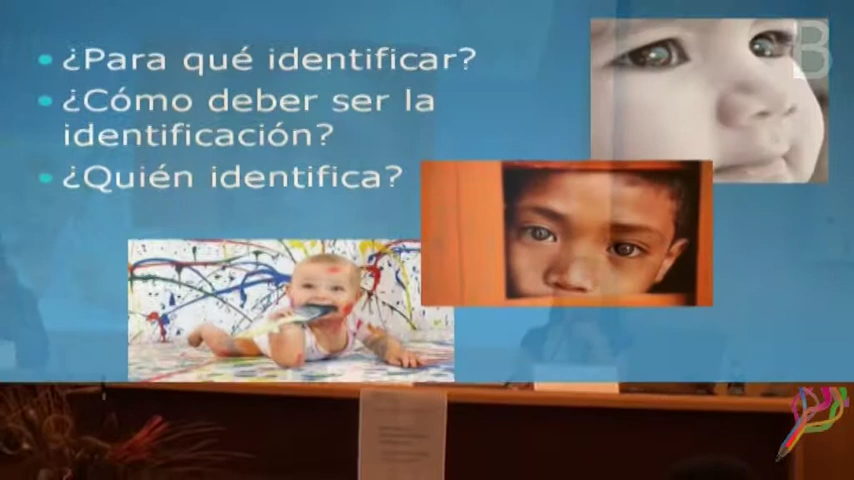 ¿Para qué identificar?
¿Cómo deber ser la
identificación?
¿Quién identifica?
B